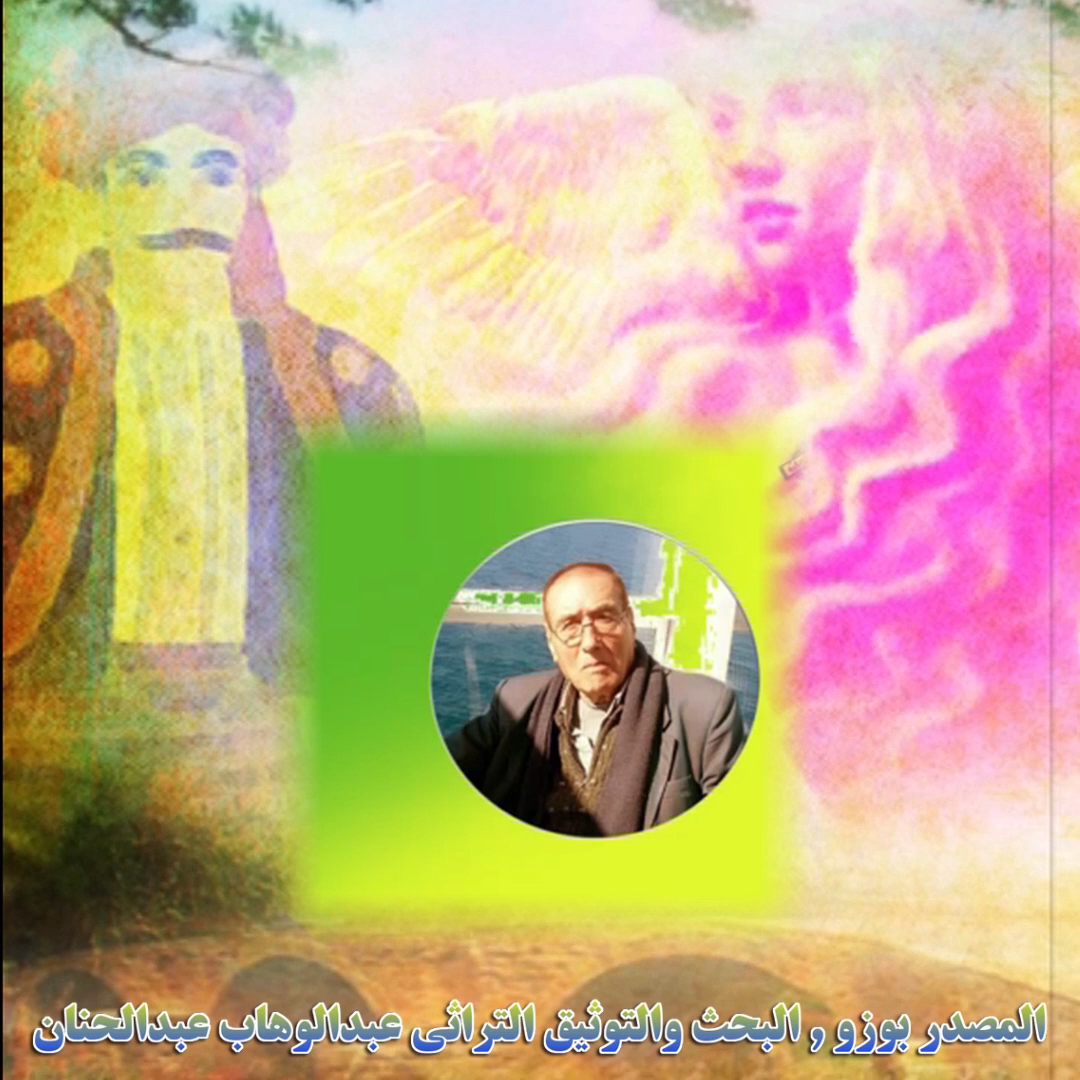 المصدر بوزو , البحث والتوثيق التراثى عبدالوهاب عبدالحنان